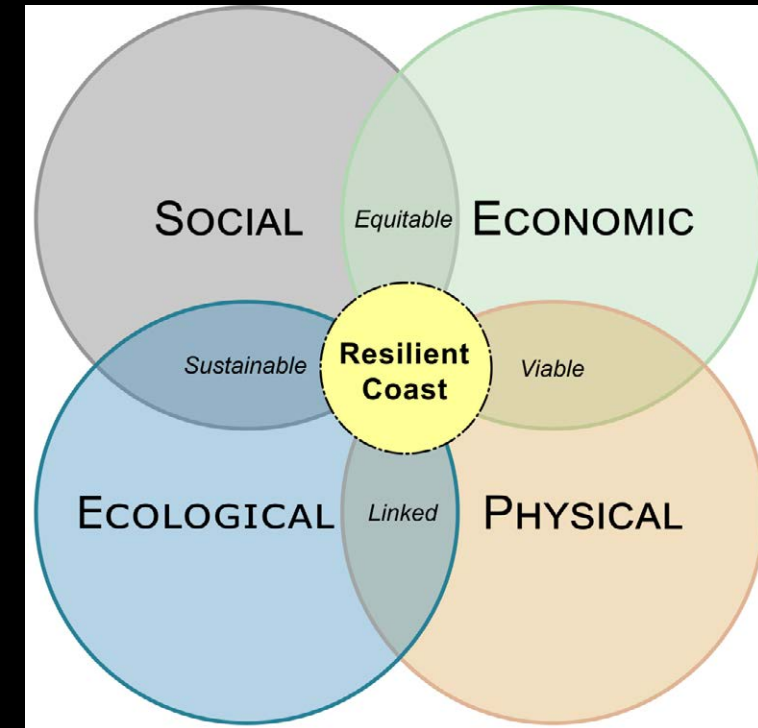 SOCIAL
Equitable
ECONOMIC
Sustainable
Resilient
Coast
Viable
ECOLOGICAL
Linked
PHYSICAL